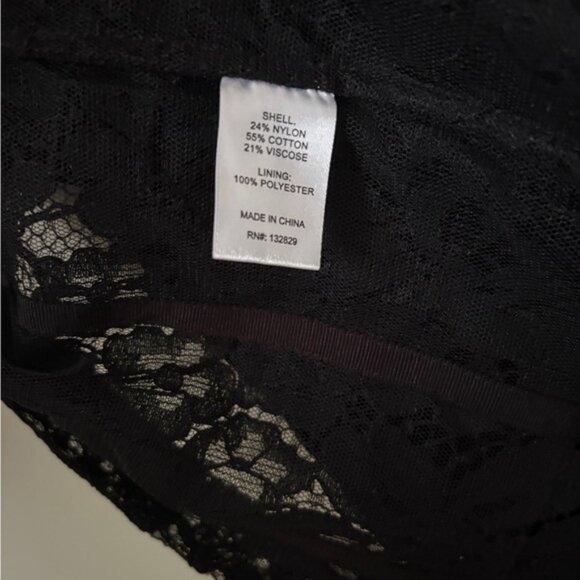 SHELL,
24% NYLON
55% COTTON
21% VISCOSE
LINING:
100% POLYESTER
MADE IN CHINA
RN#: 132829